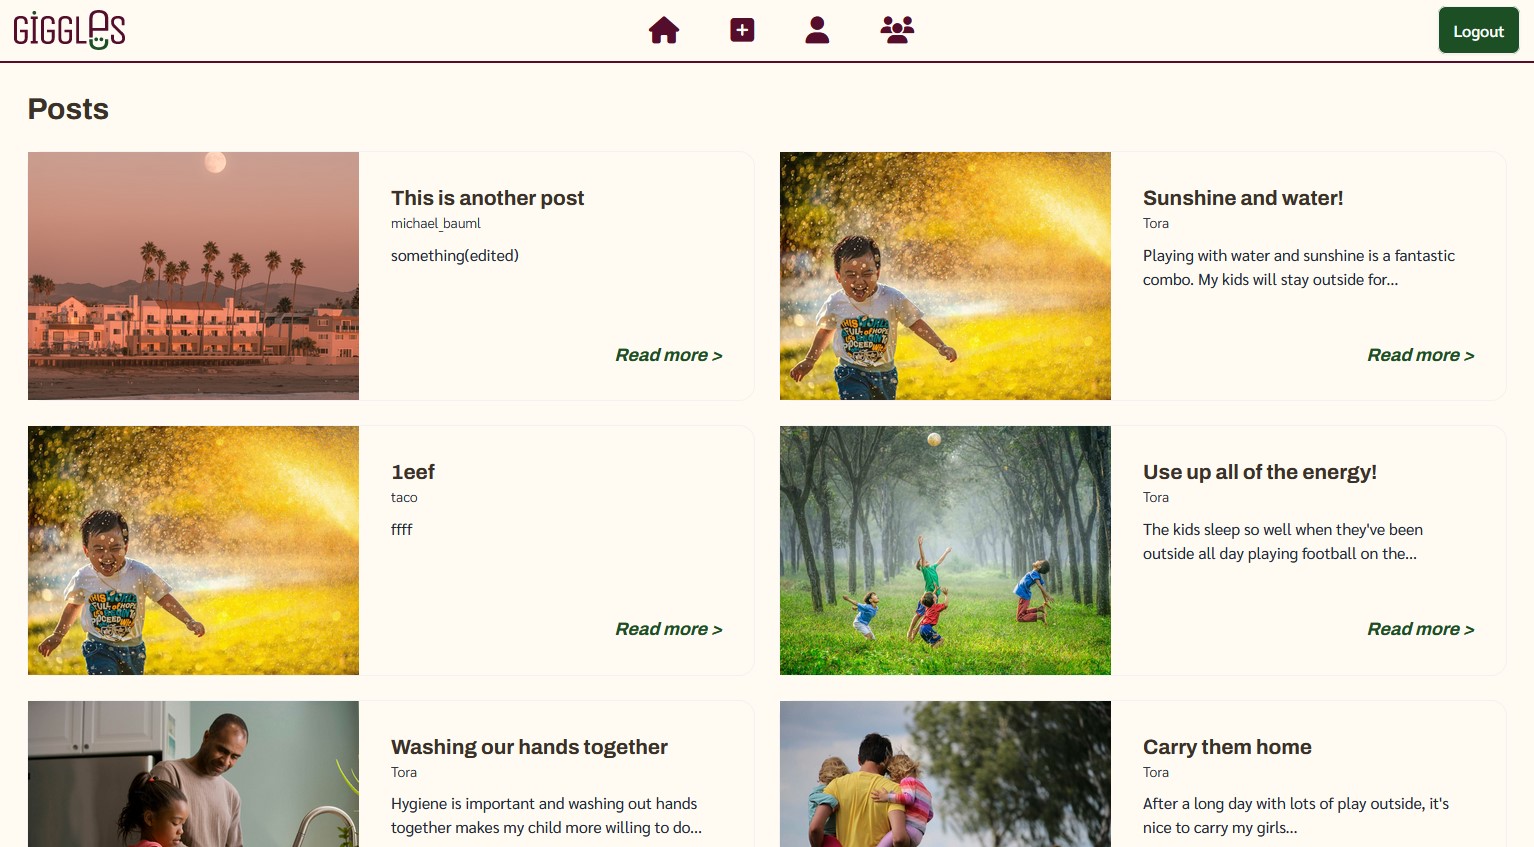 GiGGLeS
Logout
Posts
This is another post
michael_bauml
something(edited)
Read more >
Sunshine and water!
Tora
Playing with water and sunshine is a fantastic
combo. My kids will stay outside for...
Read more >
1eef
taco
ffff
Read more >
Use up all of the energy!
Tora
The kids sleep so well when they've been
outside all day playing football on the...
Read more >
Washing our hands together
Tora
Hygiene is important and washing out hands
together makes my child more willing to do...
Carry them home
Tora
After a long day with lots of play outside, it's
nice to carry my girls...